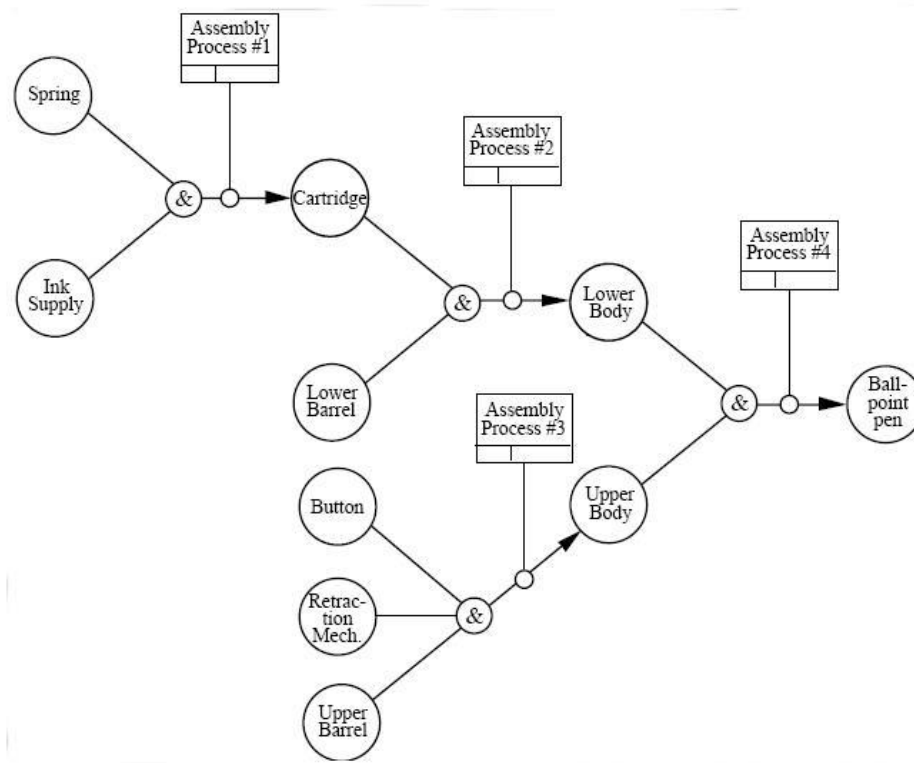 Assembly
Process #1
Spring
&
Cartridge
Ink
Supply
Assembly
Process #2
&
Lower
Body
Lower
Barrel
Assembly
Process #4
&
Ball-
point
pen
Assembly
Process #3
Button
Upper
Body
Retrac-
tion
Mech.
&
Upper
Barrel